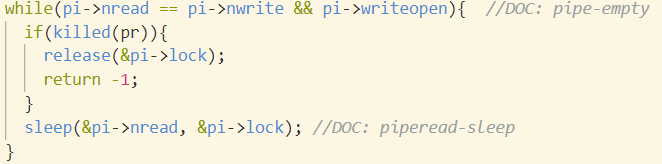 while(pi->nread == pi->nwrite && pi->writeopen){  //DOC: pipe-empty
  if(killed(pr)){
    release(&pi->lock);
    return -1;
  }
  sleep(&pi->nread, &pi->lock); //DOC: piperead-sleep
}